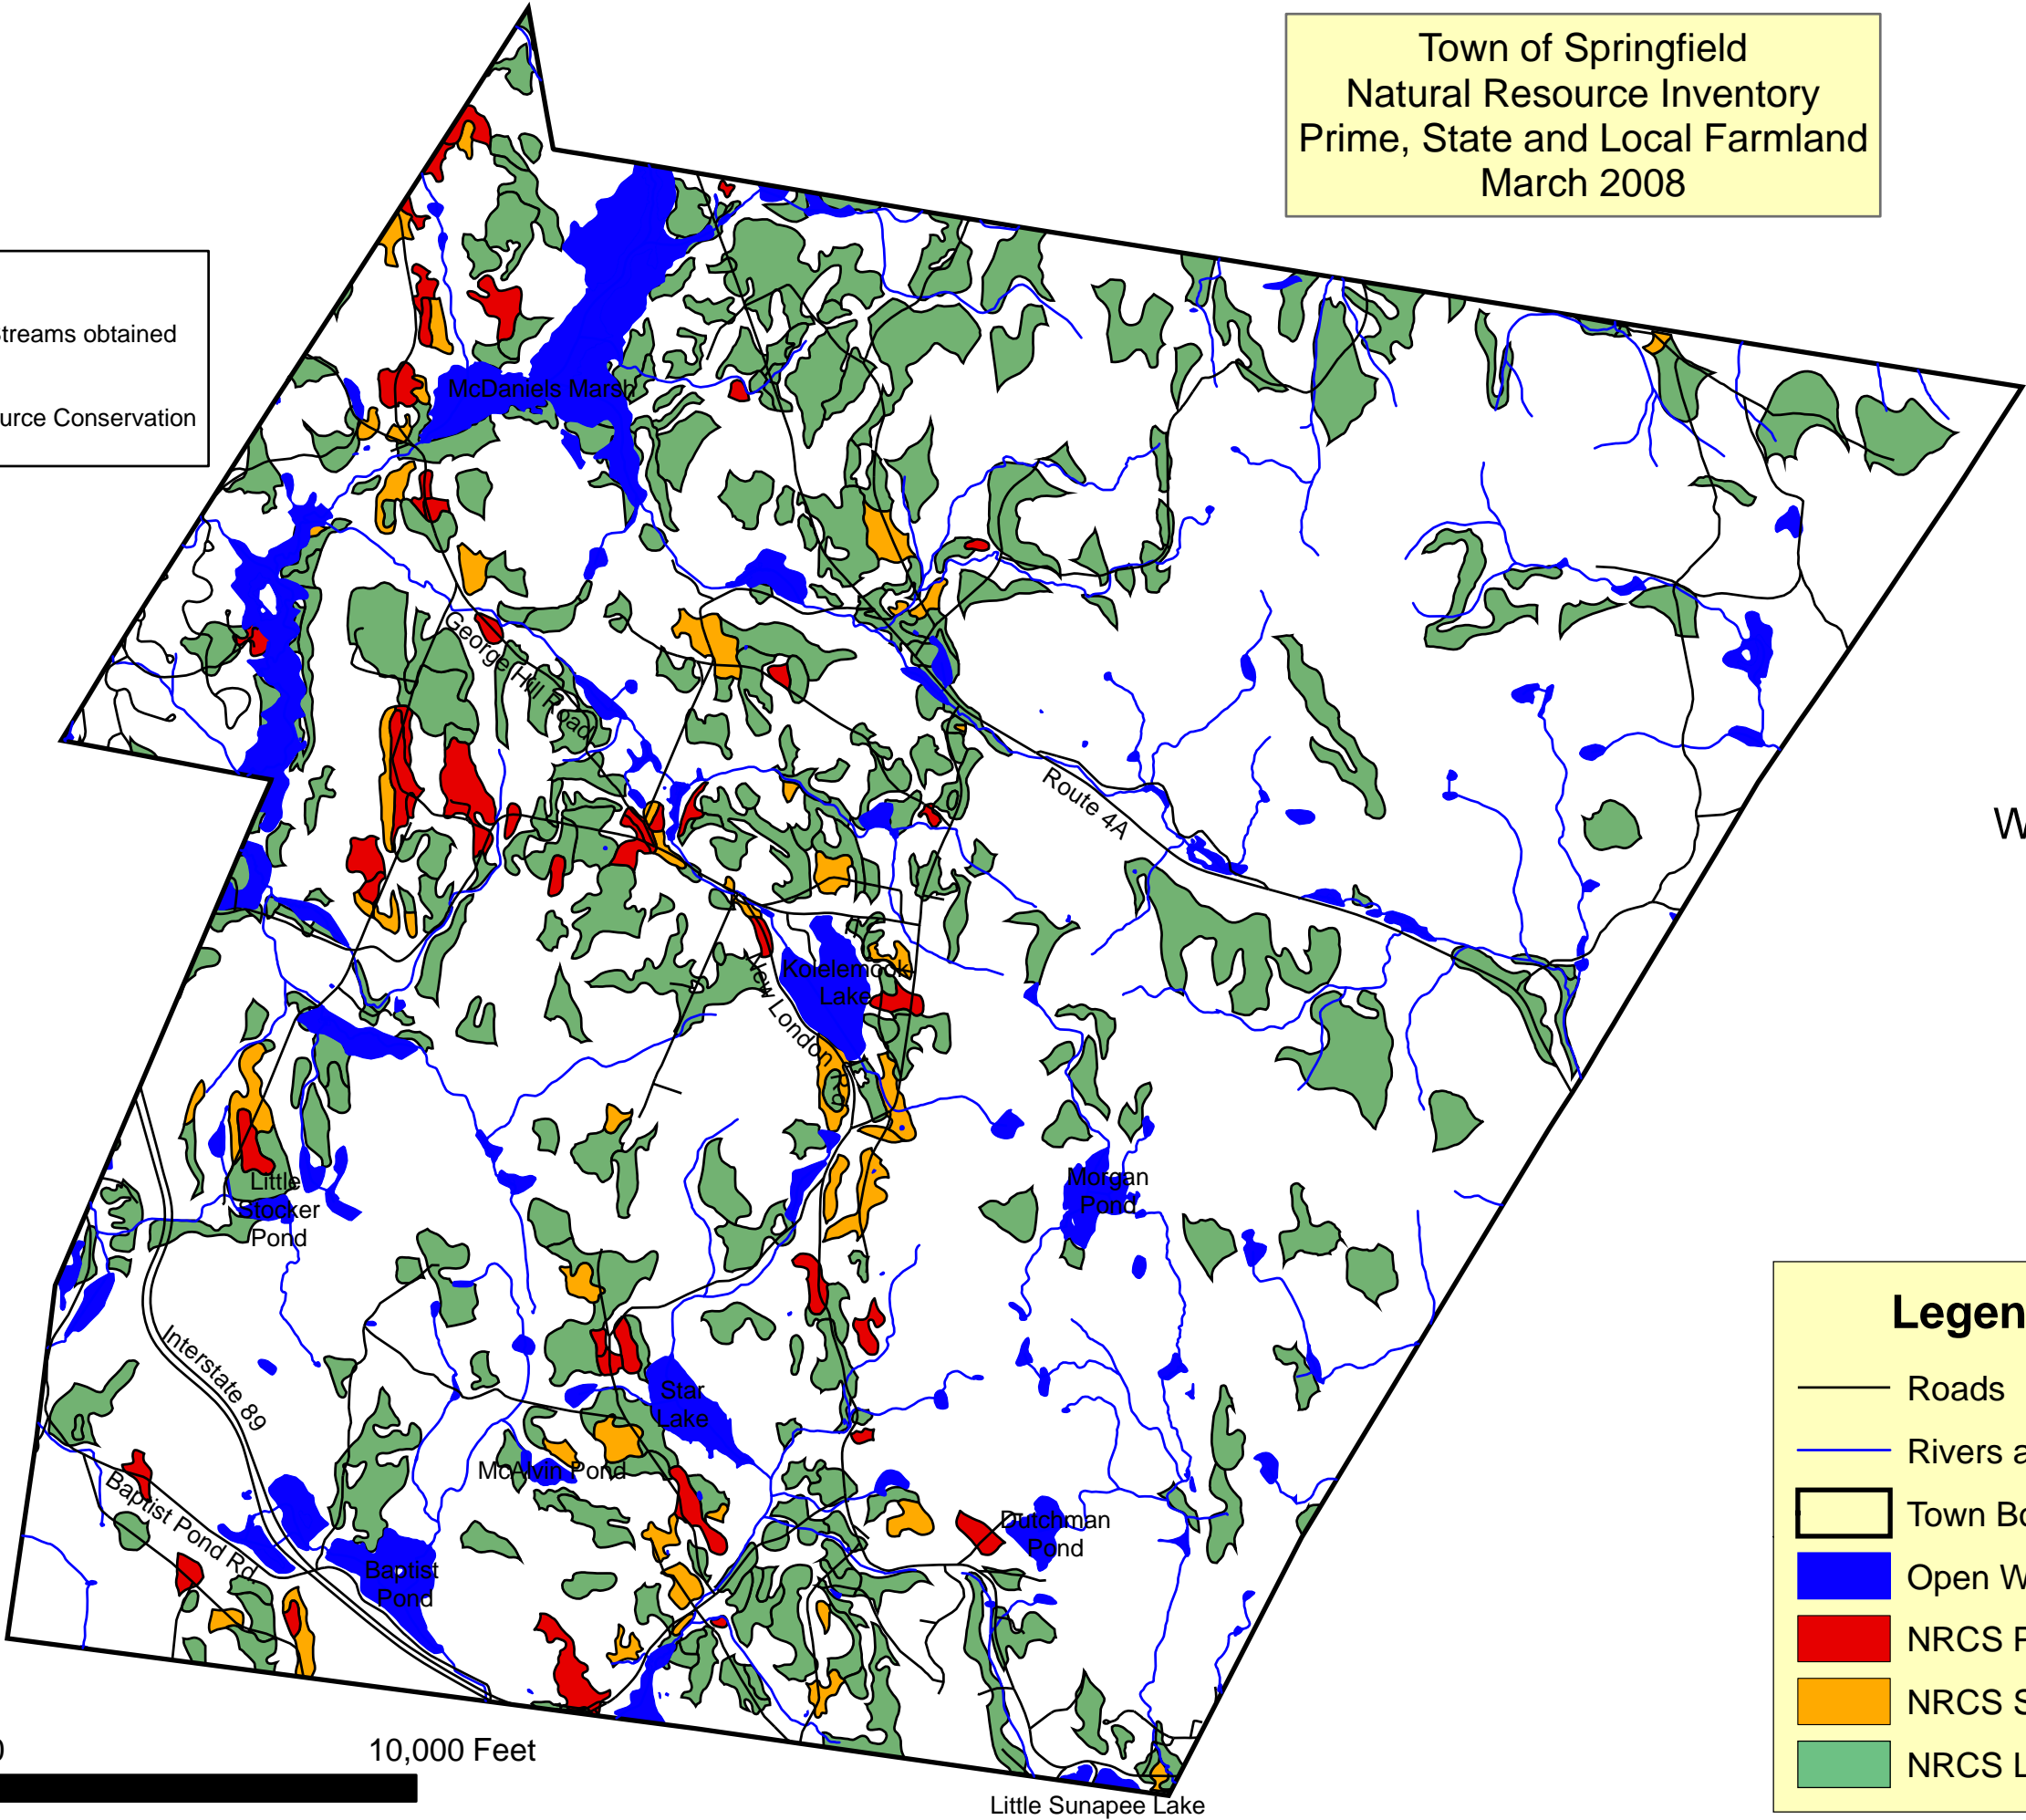 Town of Springfield
Natural Resource Inventory
Prime, State and Local Farmland
March 2008
treams obtained
urce Conservation
McDaniels Marsh
George Hill Road
Route 4A
W
Kolelemook
Lake
New London Rd
Morgan
Pond
Little
Stocker
Pond
Interstate 89
Star
Lake
McAlvin Pond
Baptist Pond Rd.
Dutchman
Pond
Baptist
Pond
Legen
Roads
Rivers a
Town Bo
Open W
NRCS P
NRCS S
NRCS L
0
10,000 Feet
Little Sunapee Lake